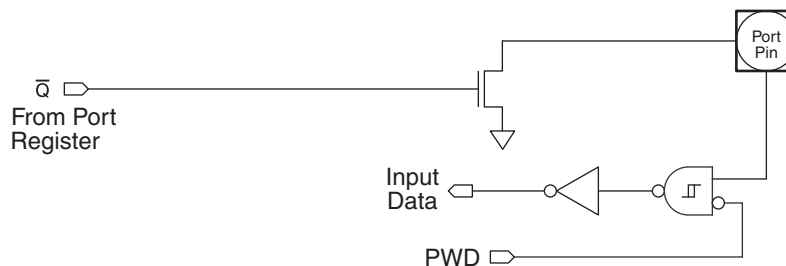 Port
Pin
Q̅
From Port
Register
Input
Data
PWD